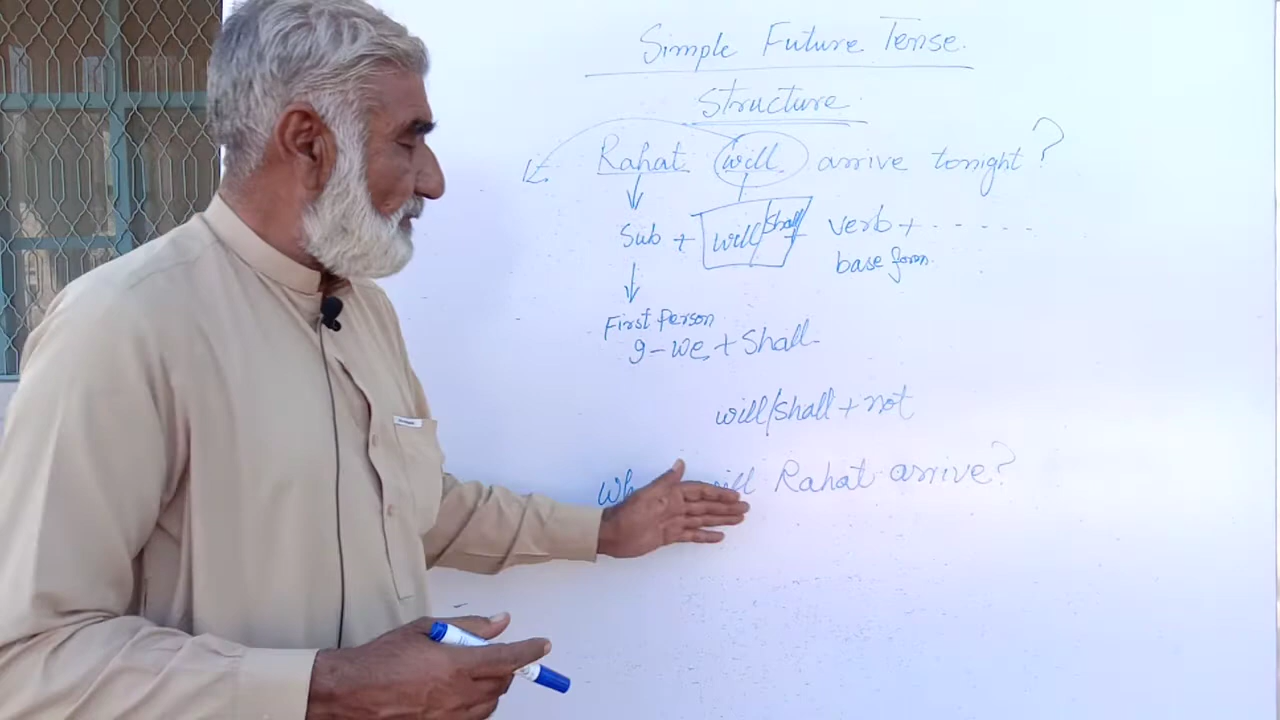 Simple Future Tense.
Structure
Rahat will arrive tonight?
Sub + will/shall verb + - - - - -
base form.
First person
I - we + shall
will/shall + not
Rahat arrive?